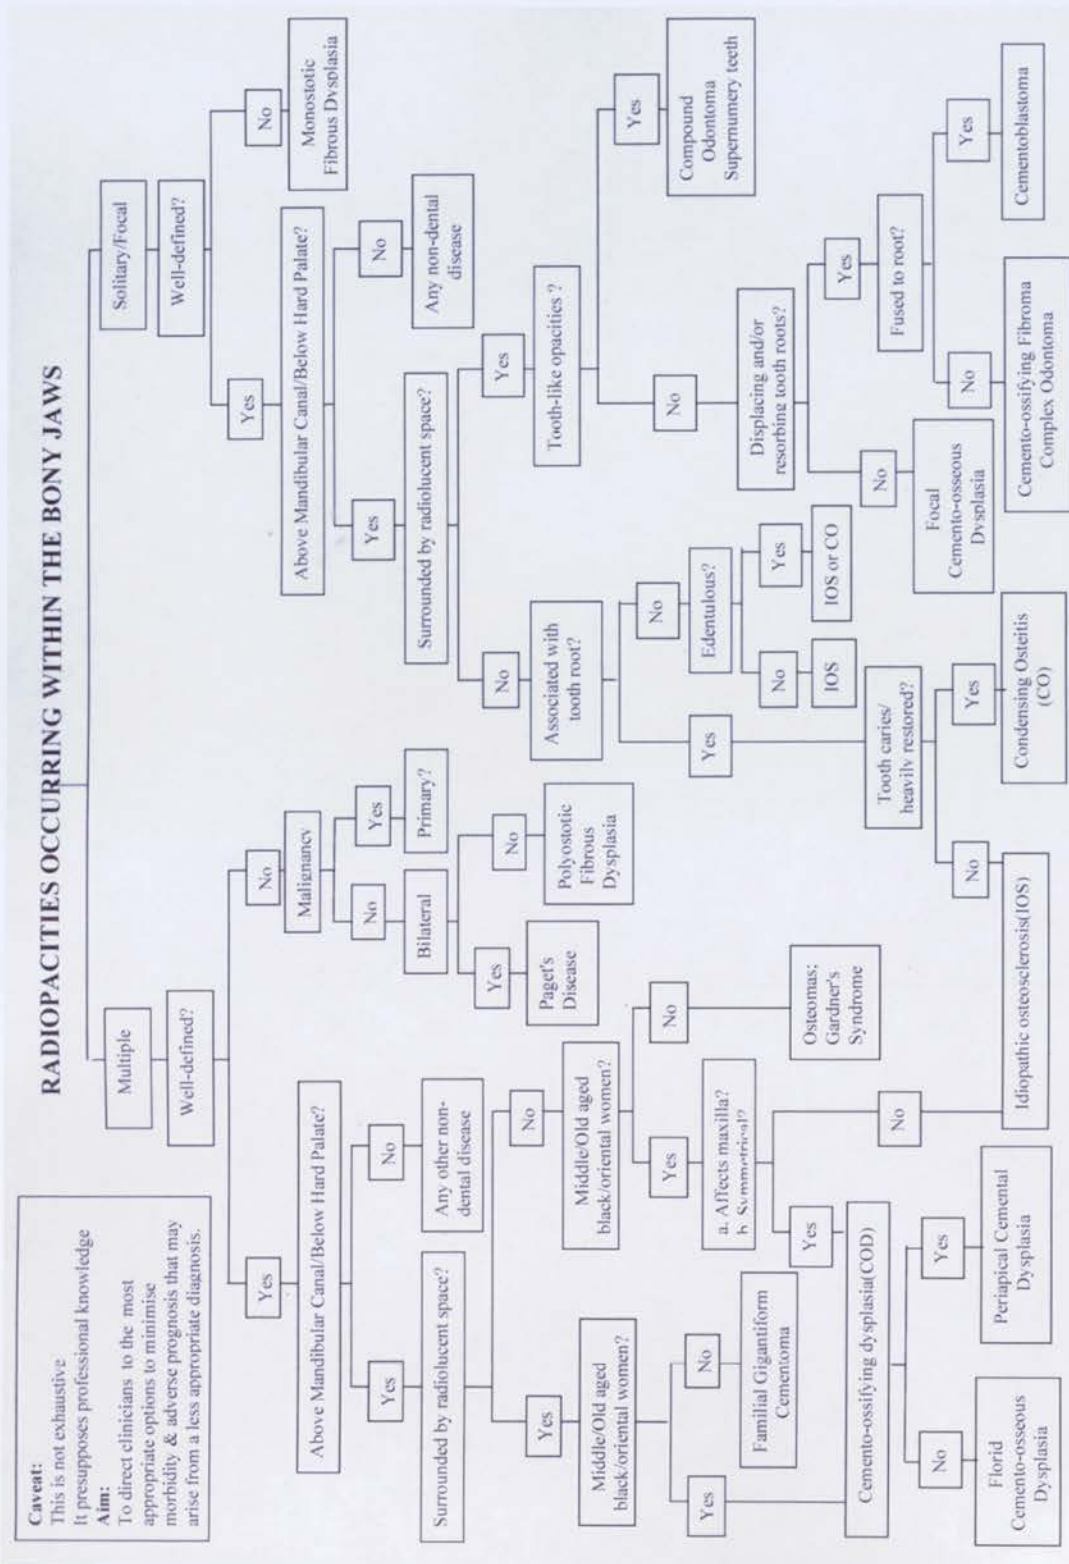 RADIOPACITIES OCCURRING WITHIN THE BONY JAWS
Caveat:
This is not exhaustive
It presupposes professional knowledge
Aim:
To direct clinicians to the most
appropriate options to minimise
morbidity & adverse prognosis that may
arise from a less appropriate diagnosis.
Multiple
Well-defined?
Yes
No
Above Mandibular Canal/Below Hard Palate?
Malignancy
Yes
No
No
Yes
Surrounded by radiolucent space?
Any other non-
dental disease
Bilateral
Primary?
Yes
No
Yes
No
Middle/Old aged
black/oriental women?
Middle/Old aged
black/oriental women?
Paget's
Disease
Polyostotic
Fibrous
Dysplasia
Yes
No
Yes
No
Familial Gigantiform
Cementoma
a. Affects maxilla?
b. Symmetrical?
Osteomas:
Gardner's
Syndrome
Yes
No
Cemento-ossifying dysplasia(COD)
No
Yes
Florid
Cemento-osseous
Dysplasia
Periapical Cemental
Dysplasia
Idiopathic osteosclerosis(IOS)
Solitary/Focal
Well-defined?
Yes
No
Above Mandibular Canal/Below Hard Palate?
Monostotic
Fibrous Dysplasia
Yes
No
Surrounded by radiolucent space?
Any non-dental
disease
No
Yes
Associated with
tooth root?
Tooth-like opacities ?
Yes
No
No
Yes
Edentulous?
Displacing and/or
resorbing tooth roots?
Compound
Odontoma
Supernumery teeth
No
Yes
IOS
IOS or CO
No
Yes
Tooth caries/
heavily restored?
Focal
Cemento-osseous
Dysplasia
Fused to root?
No
Yes
No
Yes
Condensing Osteitis
(CO)
Cemento-ossifying Fibroma
Complex Odontoma
Cementoblastoma